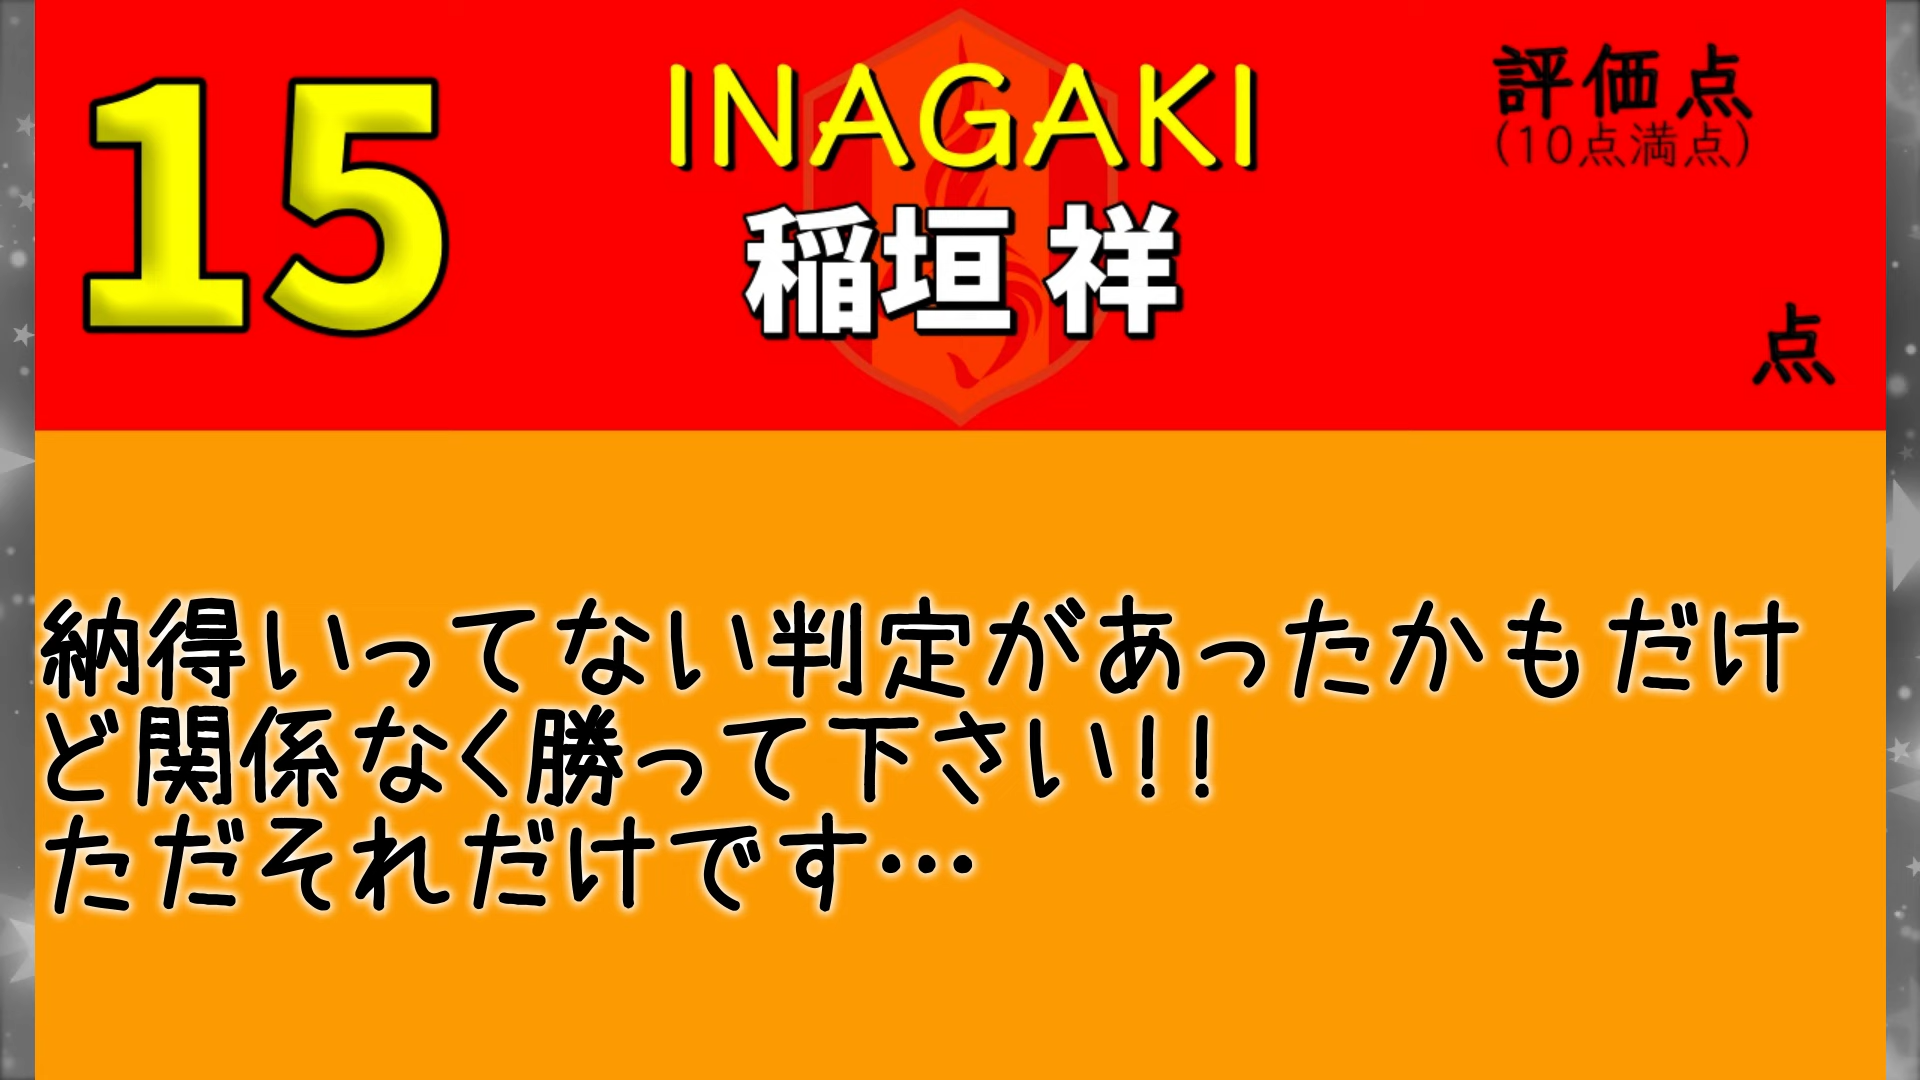 15
INAGAKI
稲垣 祥
評価点
(10点満点)
点
納得いってない判定があったかもだけ
ど関係なく勝って下さい!!
ただそれだけです…